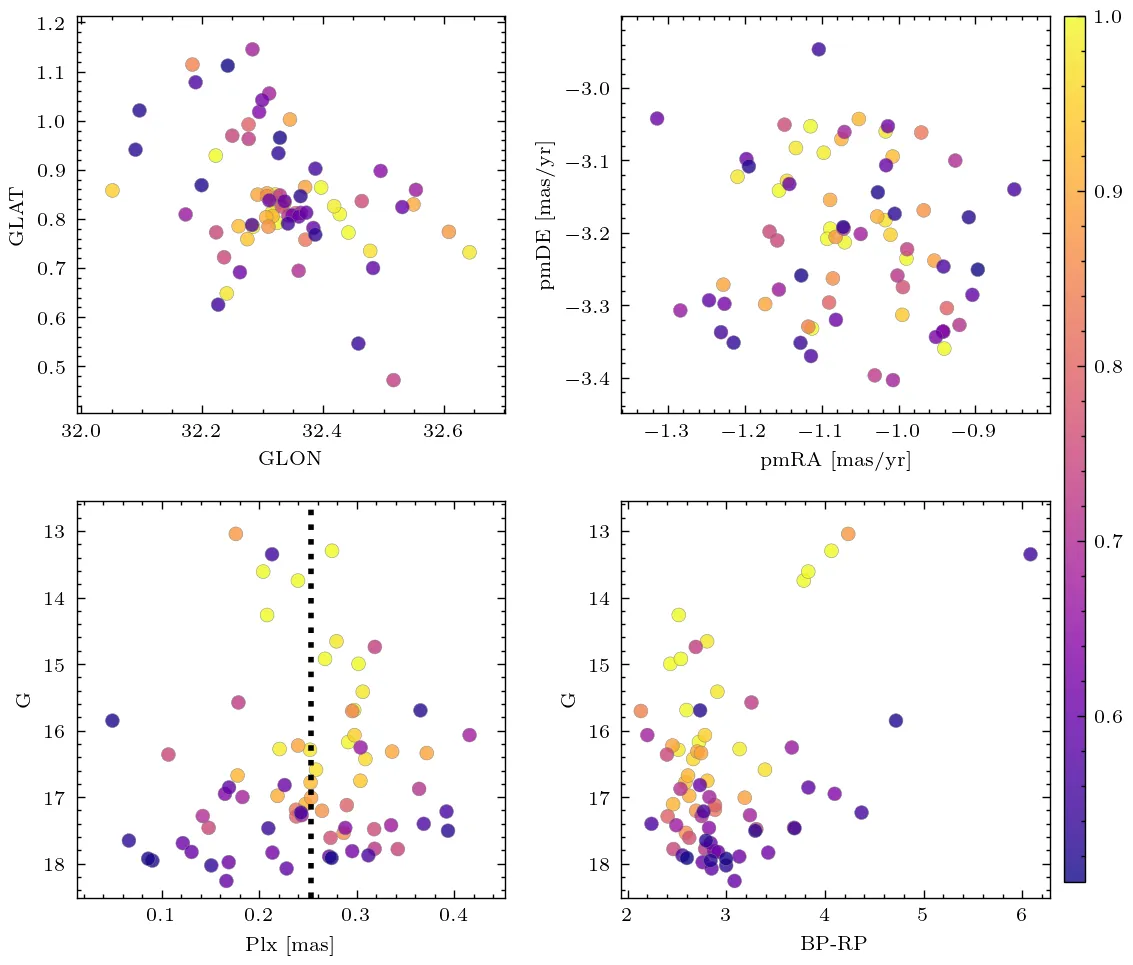 1.2
1.1
1.0
0.9
0.8
0.7
0.6
0.5
GLAT
32.0 32.2 32.4 32.6
GLON
−3.0
−3.1
−3.2
−3.3
−3.4
pmDE [mas/yr]
−1.3 −1.2 −1.1 −1.0 −0.9
pmRA [mas/yr]
1.0
0.9
0.8
0.7
0.6
13
14
15
16
17
18
G
0.1 0.2 0.3 0.4
Plx [mas]
13
14
15
16
17
18
G
2 3 4 5 6
BP-RP